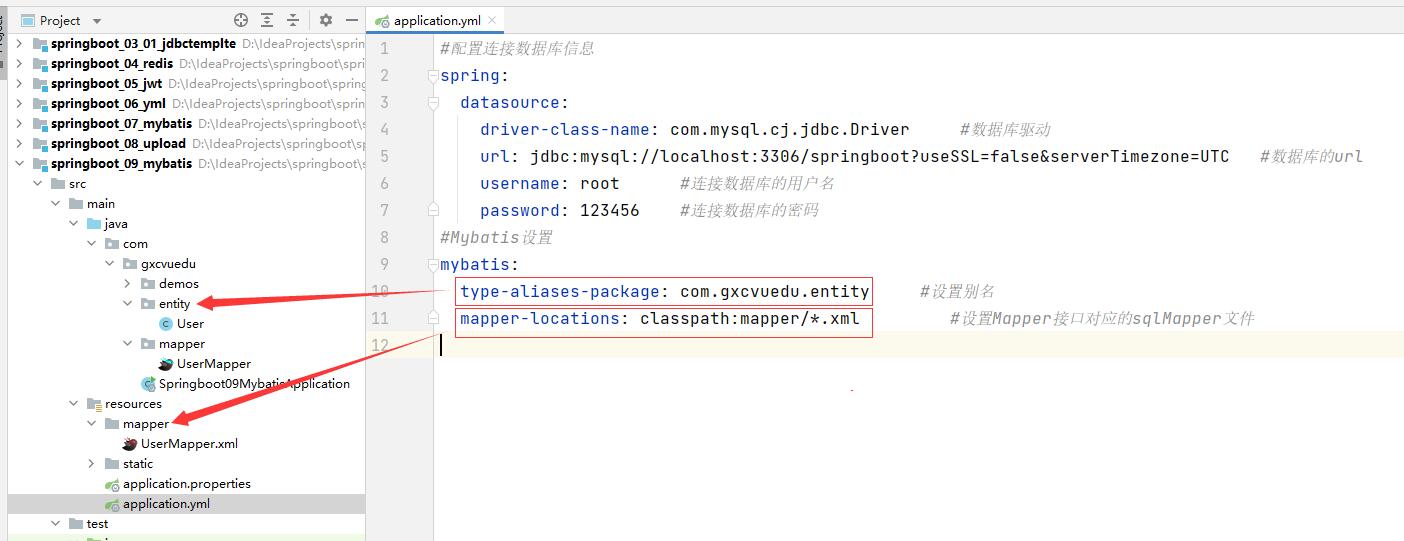 Project
application.yml
springboot_03_01_jdbctemplte D:\IdeaProjects\sprin
springboot_04_redis D:\IdeaProjects\springboot\sprin
springboot_05_jwt D:\IdeaProjects\springboot\spring
springboot_06_yml D:\IdeaProjects\springboot\spring
springboot_07_mybatis D:\IdeaProjects\springboot\s
springboot_08_upload D:\IdeaProjects\springboot\sp
springboot_09_mybatis D:\IdeaProjects\springboot\s
src
main
java
com
gxcvuedu
demos
entity
User
mapper
UserMapper
Springboot09MybatisApplication
resources
mapper
UserMapper.xml
static
application.properties
application.yml
test
1 #配置连接数据库信息
2 spring:
3 datasource:
4 driver-class-name: com.mysql.cj.jdbc.Driver #数据库驱动
5 url: jdbc:mysql://localhost:3306/springboot?useSSL=false&serverTimezone=UTC #数据库的url
6 username: root #连接数据库的用户名
7 password: 123456 #连接数据库的密码
8 #Mybatis设置
9 mybatis:
10 type-aliases-package: com.gxcvuedu.entity #设置别名
11 mapper-locations: classpath:mapper/*.xml #设置Mapper接口对应的sqlMapper文件
12